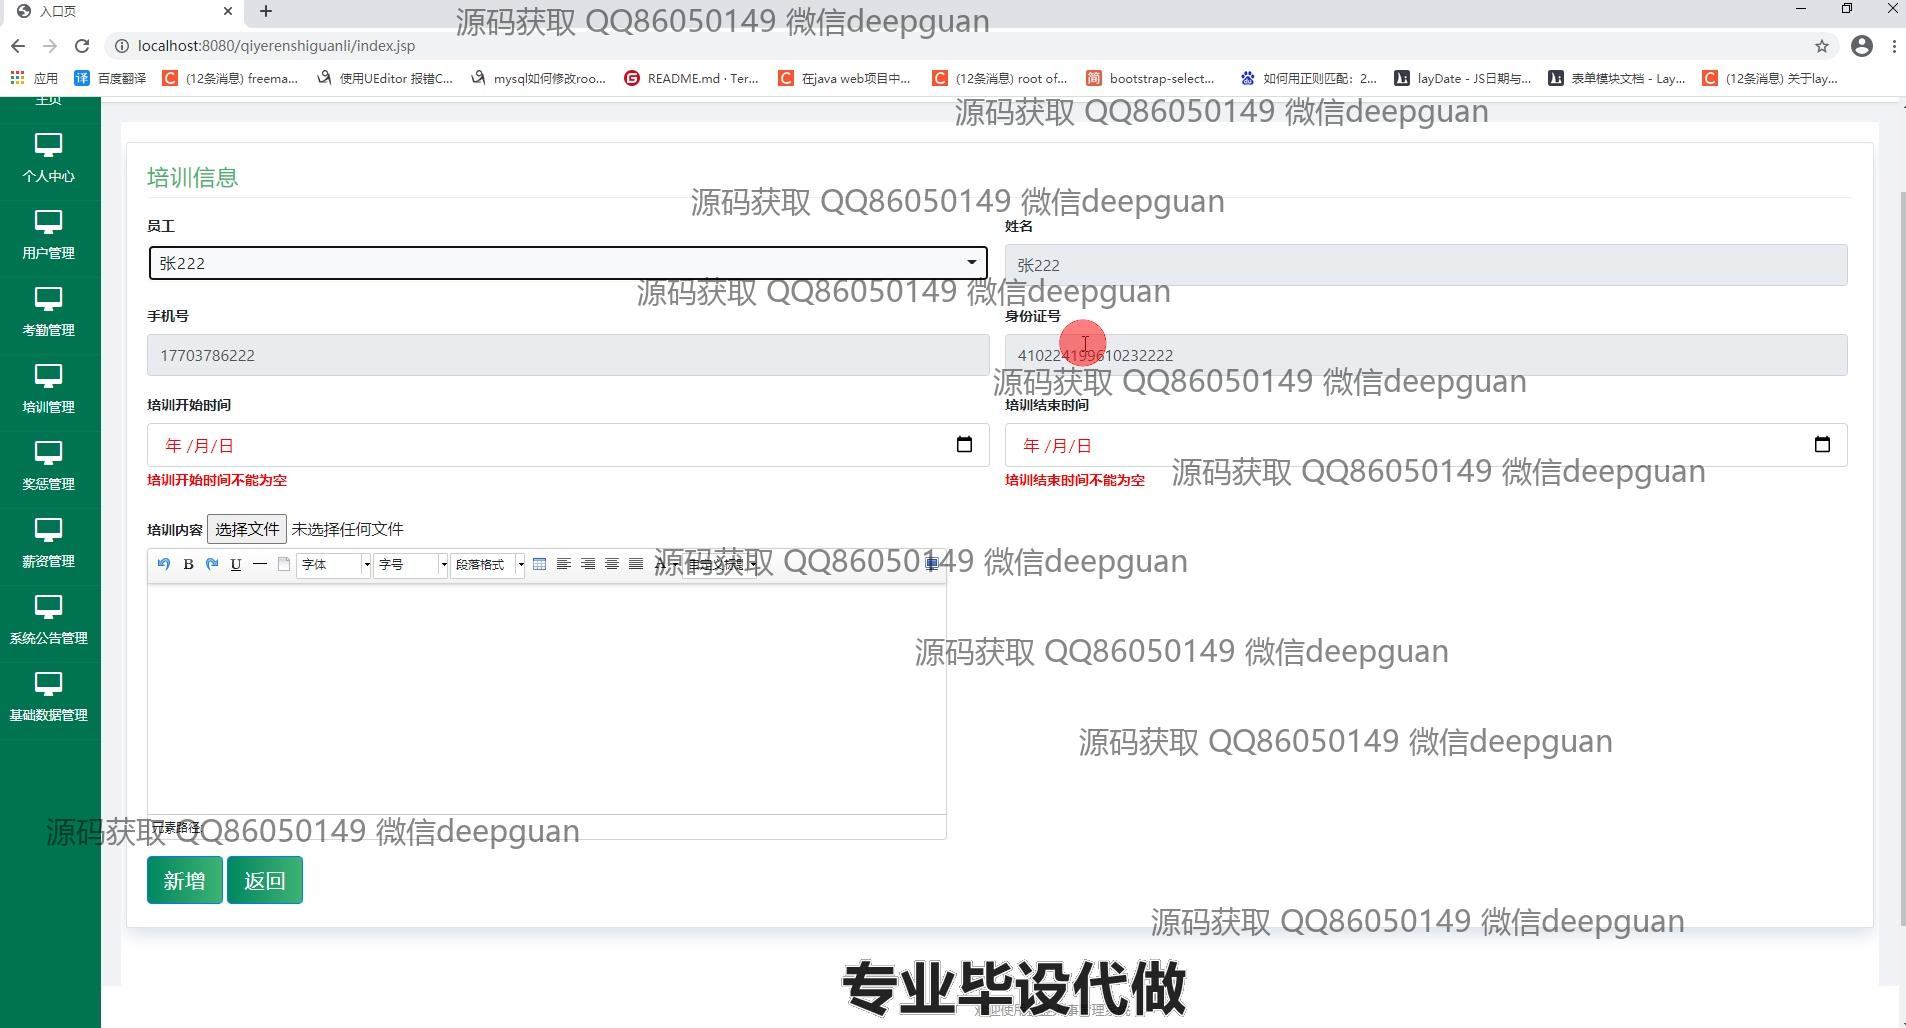 入口页
源码获取 QQ86050149 微信deepguan
localhost:8080/qiyerenshiguanli/index.jsp
应用 百度翻译 (12条消息) freema... 使用UEditor 报错C... mysql如何修改roo... README.md · Ter... 在java web项目中... (12条消息) root of... bootstrap-select... 如何用正则匹配：2... layDate - JS日期与... 表单模块文档 - Lay... (12条消息) 关于lay...
主页
源码获取 QQ86050149 微信deepguan
个人中心
培训信息
源码获取 QQ86050149 微信deepguan
员工 姓名
用户管理
张222 张222
源码获取 QQ86050149 微信deepguan
手机号 身份证号
考勤管理
17703786222 410224199610232222
源码获取 QQ86050149 微信deepguan
培训管理
培训开始时间 培训结束时间
年 /月/日 年 /月/日
源码获取 QQ86050149 微信deepguan
培训开始时间不能为空 培训结束时间不能为空
奖惩管理
培训内容 选择文件 未选择任何文件
薪资管理
B U 字体 字号 段落格式 自定义标题
源码获取 QQ86050149 微信deepguan
系统公告管理
源码获取 QQ86050149 微信deepguan
基础数据管理
源码获取 QQ86050149 微信deepguan
元素路径:
源码获取 QQ86050149 微信deepguan
新增 返回
源码获取 QQ86050149 微信deepguan
专业毕设代做